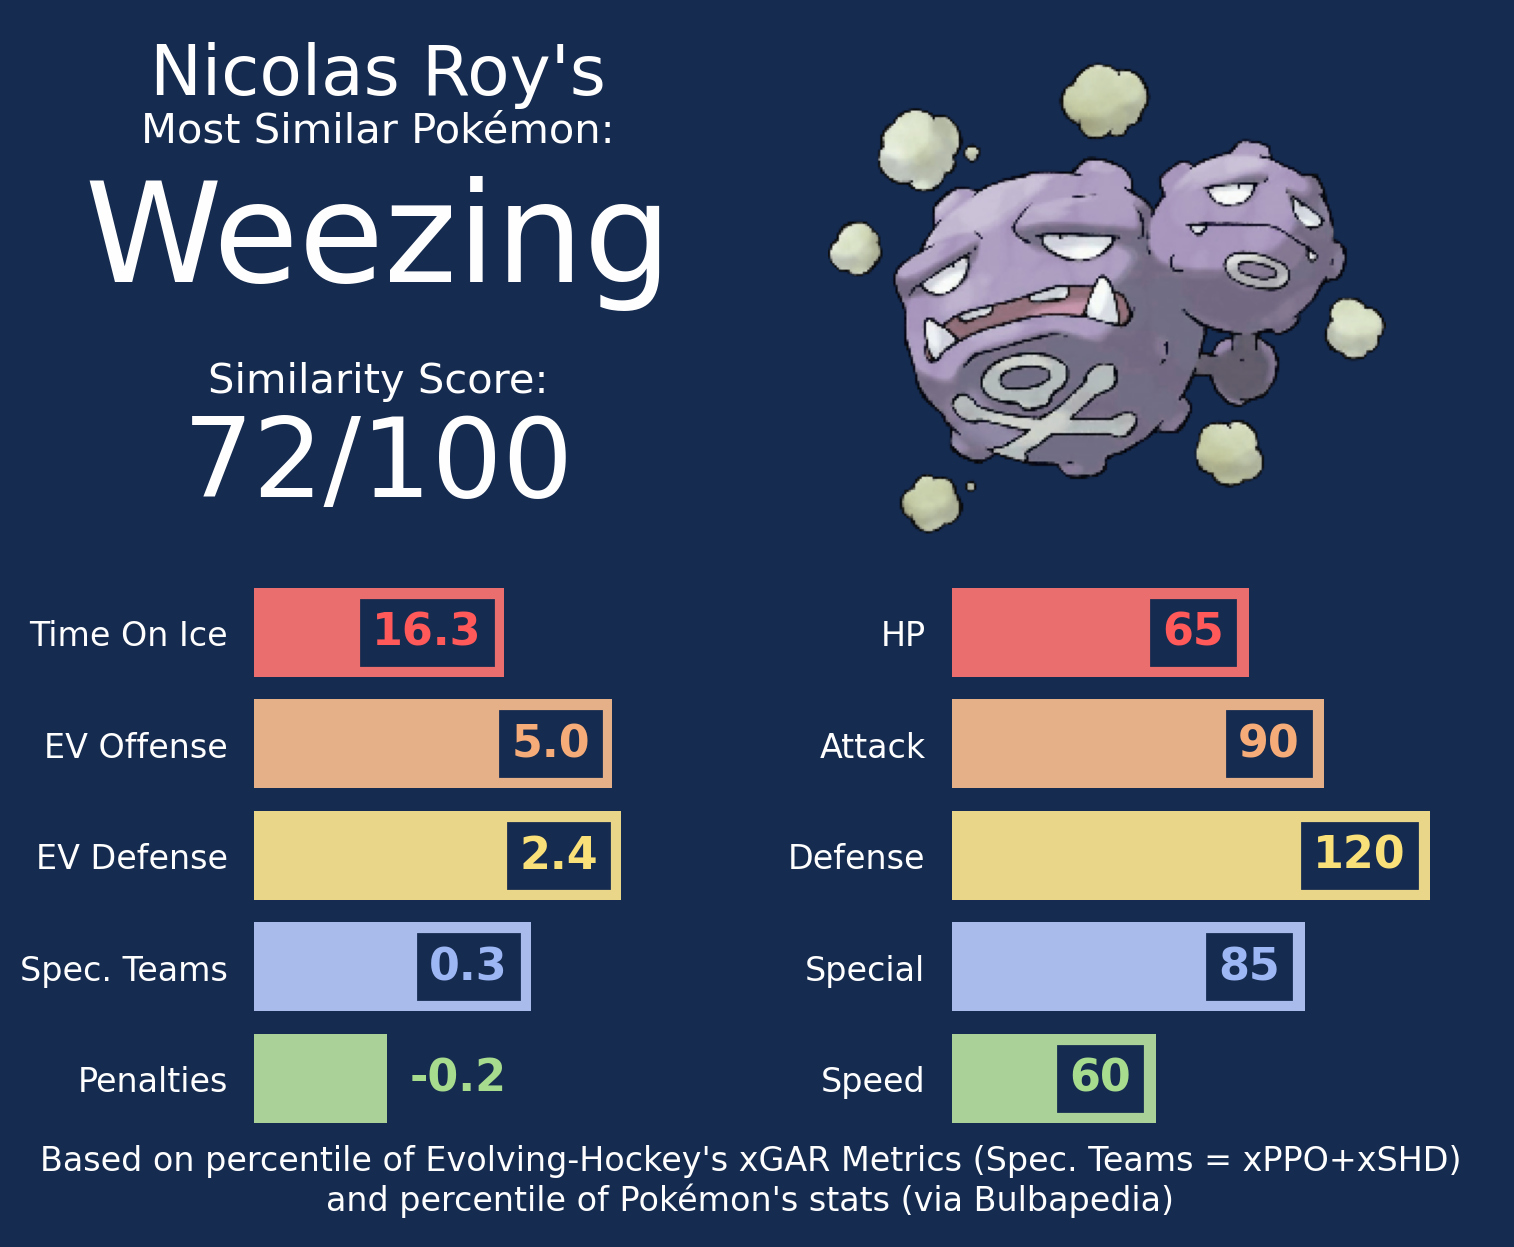 Nicolas Roy's
Most Similar Pokémon:
Weezing
Similarity Score:
72/100
Time On Ice 16.3
EV Offense 5.0
EV Defense 2.4
Spec. Teams 0.3
Penalties -0.2
HP 65
Attack 90
Defense 120
Special 85
Speed 60
Based on percentile of Evolving-Hockey's xGAR Metrics (Spec. Teams = xPPO+xSHD)
and percentile of Pokémon's stats (via Bulbapedia)